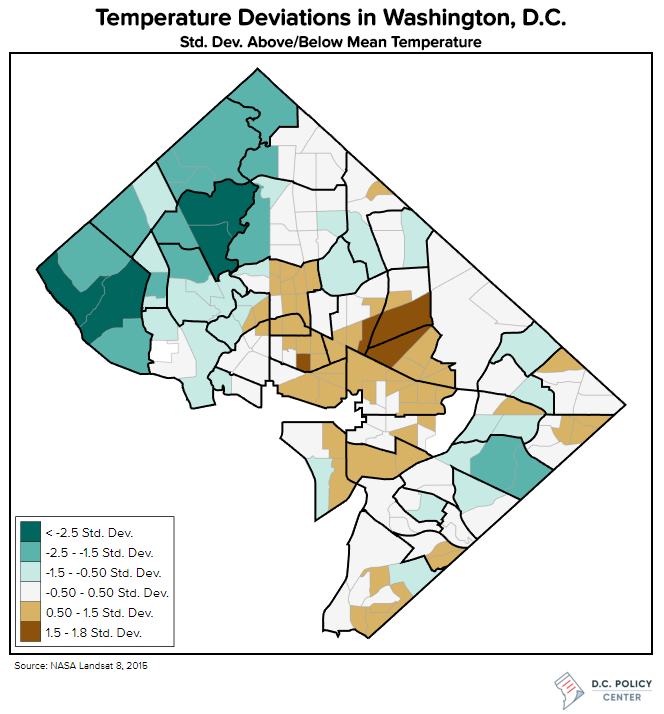 Temperature Deviations in Washington, D.C.
Std. Dev. Above/Below Mean Temperature
< -2.5 Std. Dev.
-2.5 - -1.5 Std. Dev.
-1.5 - -0.50 Std. Dev.
-0.50 - 0.50 Std. Dev.
0.50 - 1.5 Std. Dev.
1.5 - 1.8 Std. Dev.
Source: NASA Landsat 8, 2015
D.C. POLICY
CENTER